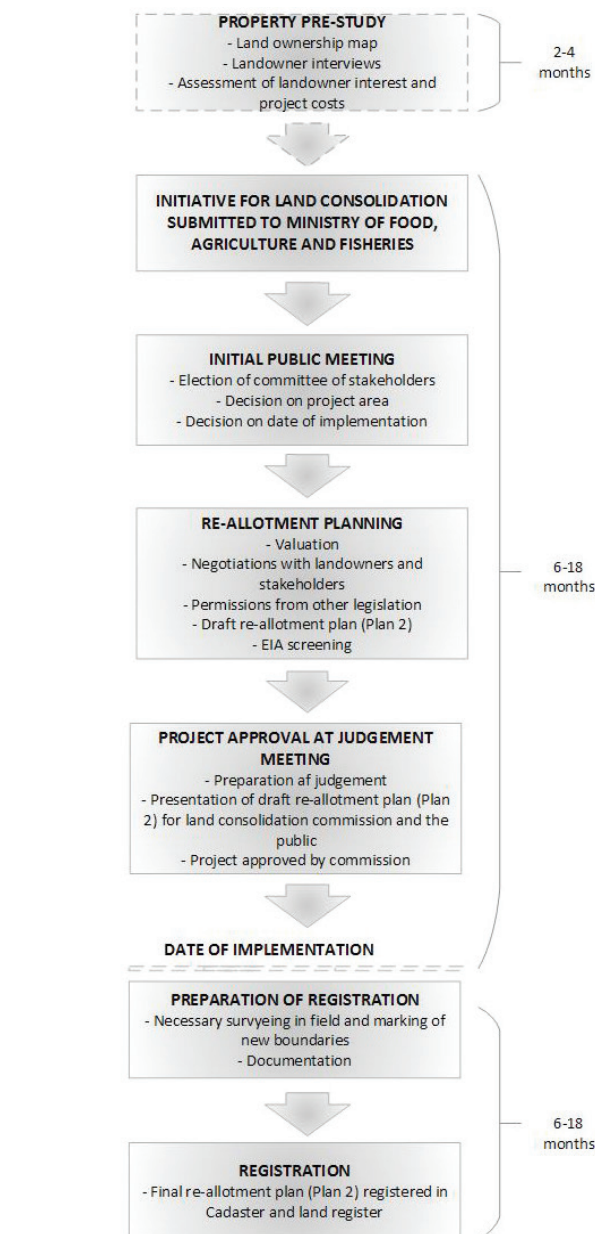 PROPERTY PRE-STUDY
- Land ownership map
- Landowner interviews
- Assessment of landowner interest and
project costs
2-4
months
INITIATIVE FOR LAND CONSOLIDATION
SUBMITTED TO MINISTRY OF FOOD,
AGRICULTURE AND FISHERIES
INITIAL PUBLIC MEETING
- Election of committee of stakeholders
- Decision on project area
- Decision on date of implementation
RE-ALLOTMENT PLANNING
- Valuation
- Negotiations with landowners and
stakeholders
- Permissions from other legislation
- Draft re-allotment plan (Plan 2)
- EIA screening
6-18
months
PROJECT APPROVAL AT JUDGEMENT
MEETING
- Preparation af judgement
- Presentation of draft re-allotment plan (Plan
2) for land consolidation commission and the
public
- Project approved by commission
DATE OF IMPLEMENTATION
PREPARATION OF REGISTRATION
- Necessary survyeing in field and marking of
new boundaries
- Documentation
6-18
months
REGISTRATION
- Final re-allotment plan (Plan 2) registered in
Cadaster and land register